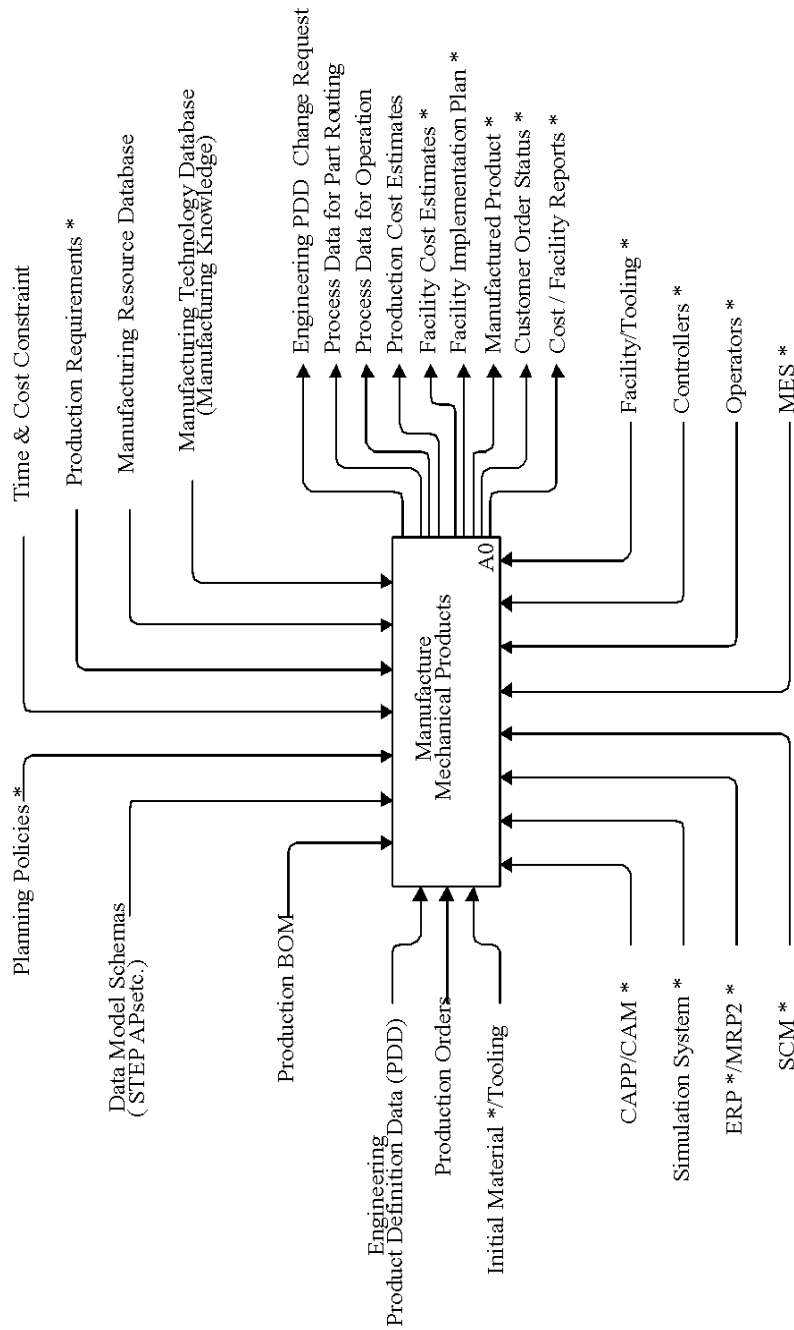 Planning Policies *
Time & Cost Constraint
Data Model Schemas
( STEP APsetc.)
Production Requirements *
Manufacturing Resource Database
Production BOM
Manufacturing Technology Database
(Manufacturing Knowledge)
Engineering
Product Definition Data (PDD)
Production Orders
Initial Material */Tooling
Manufacture
Mechanical Products
A0
Engineering PDD Change Request
Process Data for Part Routing
Process Data for Operation
Production Cost Estimates
Facility Cost Estimates *
Facility Implementation Plan *
Manufactured Product *
Customer Order Status *
Cost / Facility Reports *
CAPP/CAM *
Simulation System *
ERP */MRP2 *
SCM *
Facility/Tooling *
Controllers *
Operators *
MES *